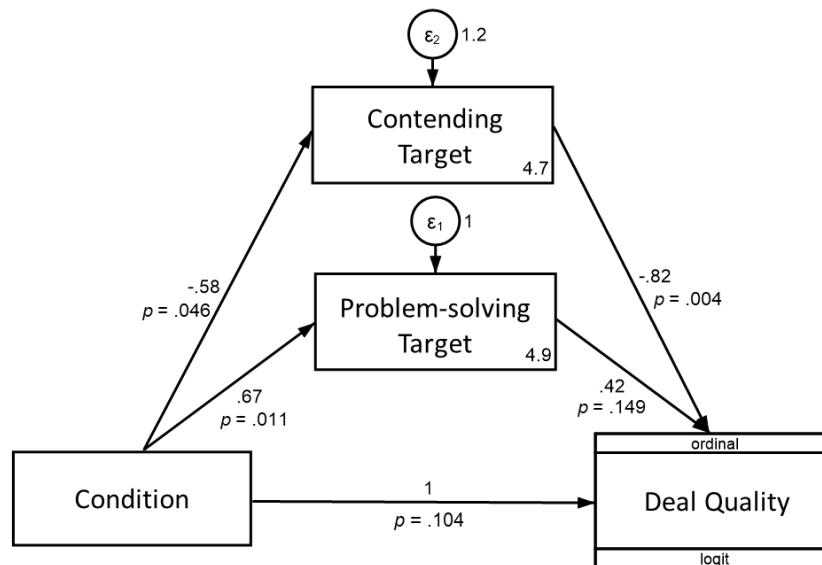 ε2 1.2
Contending
Target
4.7
ε1 1
-.58
p = .046
-.82
p = .004
Problem-solving
Target
4.9
.67
p = .011
.42
p = .149
ordinal
Condition
1
p = .104
Deal Quality
logit